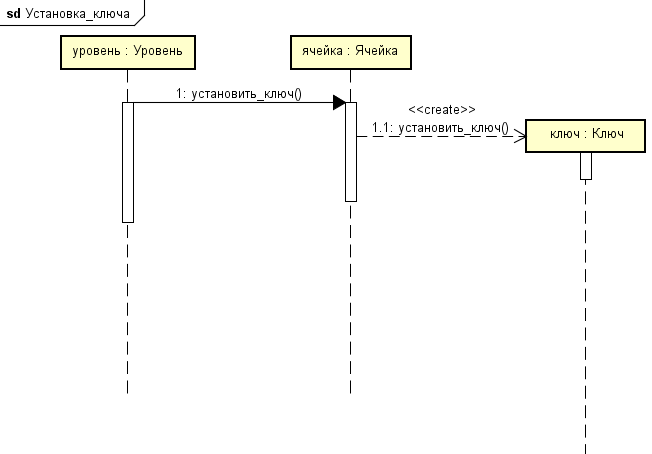 sd Установка_ключа
уровень : Уровень
ячейка : Ячейка
1: установить_ключ()
<<create>>
1.1: установить_ключ()
ключ : Ключ